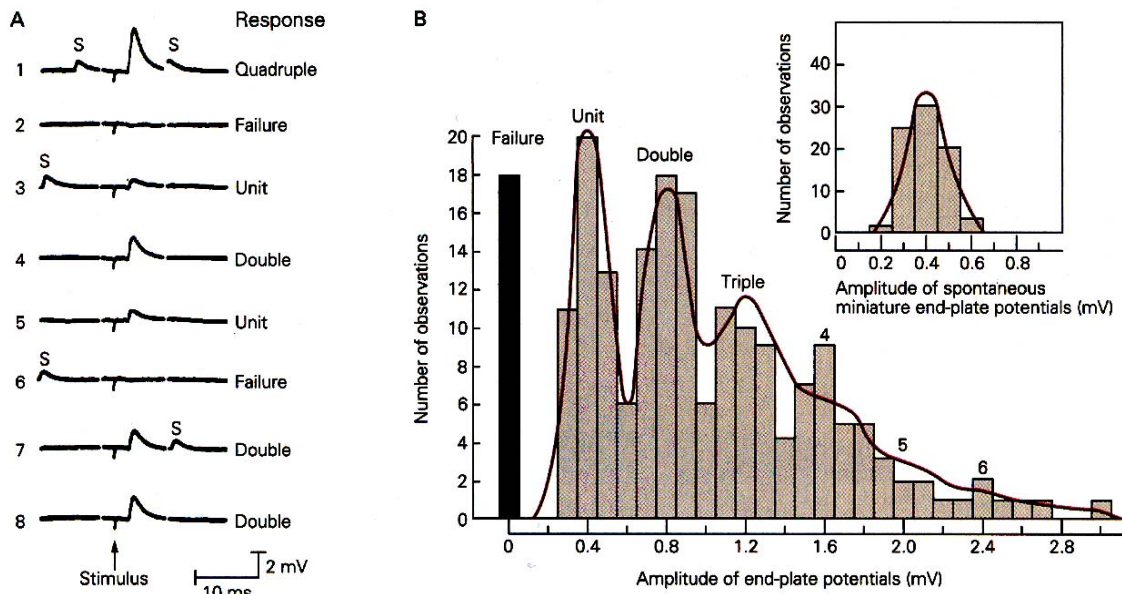 A
Response
S
S
1
Quadruple
2
Failure
S
3
Unit
4
Double
5
Unit
S
6
Failure
S
7
Double
8
Double
Stimulus
2 mV
10 ms
B
Number of observations
20
18
16
14
12
10
8
6
4
2
0
Failure
Unit
Double
Triple
4
5
6
0
0.4
0.8
1.2
1.6
2.0
2.4
2.8
Amplitude of end-plate potentials (mV)
Number of observations
40
30
20
10
0
0
0.2
0.4
0.6
0.8
Amplitude of spontaneous
miniature end-plate potentials (mV)